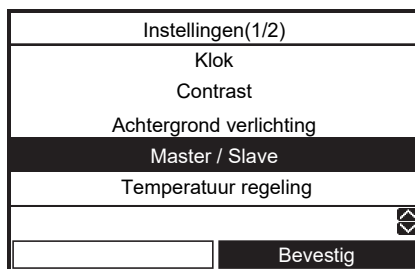 Instellingen(1/2)
Klok
Contrast
Achtergrond verlichting
Master / Slave
Temperatuur regeling
Bevestig